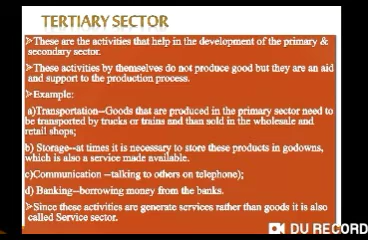 TERTIARY SECTOR
➢These are the activities that help in the development of the primary &
secondary sector.
➢These activities by themselves do not produce good but they are an aid
and support to the production process.
➢Example:
a)Transportation--Goods that are produced in the primary sector need to
be transported by trucks or trains and than sold in the wholesale and
retail shops;
b) Storage--at times it is necessary to store these products in godowns,
which is also a service made available.
c)Communication --talking to others on telephone);
d) Banking--borrowing money from the banks.
➢Since these activities are generate services rather than goods it is also
called Service sector.
DU RECORD